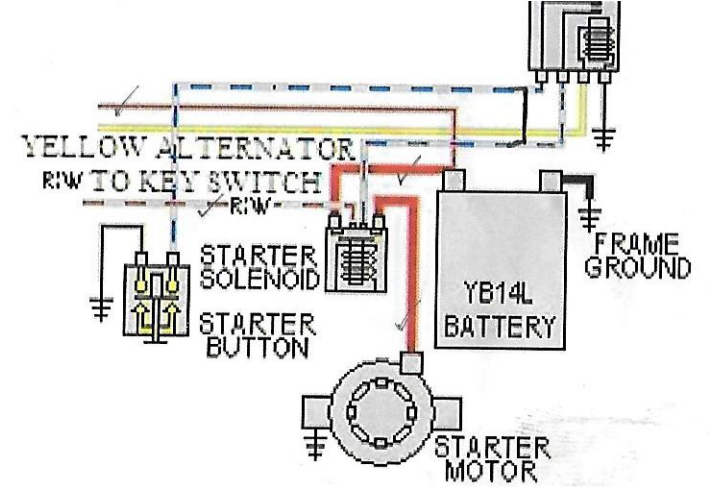 YELLOW ALTERNATOR
R/W TO KEY SWITCH
R/W
STARTER
SOLENOID
STARTER
BUTTON
YB14L
BATTERY
FRAME
GROUND
STARTER
MOTOR